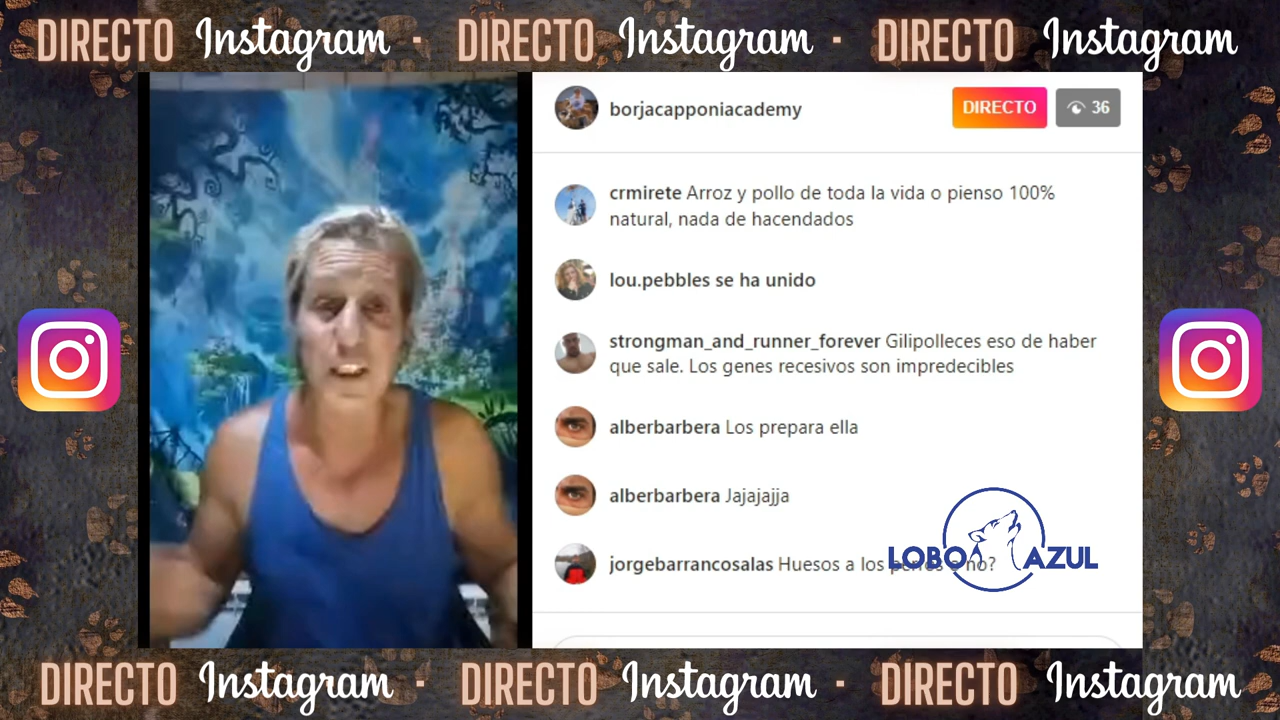 DIRECTO Instagram · DIRECTO Instagram · DIRECTO Instagram
borjacapponiacademy
DIRECTO
36
crmirete Arroz y pollo de toda la vida o pienso 100%
natural, nada de hacendados
lou.pebbles se ha unido
strongman_and_runner_forever Gilipolleces eso de haber
que sale. Los genes recesivos son impredecibles
alberbarbera Los prepara ella
alberbarbera Jajajajja
jorgebarrancosalas Huesos a los perros o no?
LOBO AZUL
DIRECTO Instagram · DIRECTO Instagram · DIRECTO Instagram